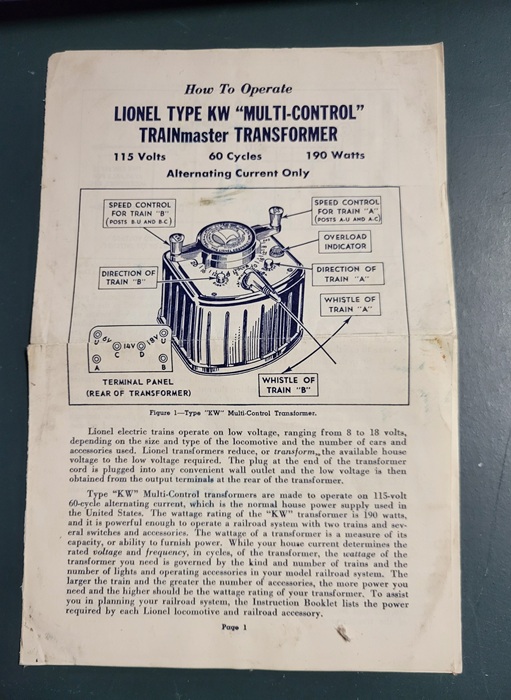 How To Operate
LIONEL TYPE KW "MULTI-CONTROL"
TRAINmaster TRANSFORMER
115 Volts 60 Cycles 190 Watts
Alternating Current Only
SPEED CONTROL
FOR TRAIN "B"
(POSTS B-U AND B-C)
SPEED CONTROL
FOR TRAIN "A"
(POSTS A-U AND A-C)
OVERLOAD
INDICATOR
DIRECTION OF
TRAIN "B"
DIRECTION OF
TRAIN "A"
WHISTLE OF
TRAIN "A"
U 6V 14V 18V U
C D
A B
TERMINAL PANEL
(REAR OF TRANSFORMER)
WHISTLE OF
TRAIN "B"
Figure 1—Type "KW" Multi-Control Transformer.
Lionel electric trains operate on low voltage, ranging from 8 to 18 volts,
depending on the size and type of the locomotive and the number of cars and
accessories used. Lionel transformers reduce, or transform, the available house
voltage to the low voltage required. The plug at the end of the transformer
cord is plugged into any convenient wall outlet and the low voltage is then
obtained from the output terminals at the rear of the transformer.
Type "KW" Multi-Control transformers are made to operate on 115-volt
60-cycle alternating current, which is the normal house power supply used in
the United States. The wattage rating of the "KW" transformer is 190 watts,
and it is powerful enough to operate a railroad system with two trains and sev-
eral switches and accessories. The wattage of a transformer is a measure of its
capacity, or ability to furnish power. While your house current determines the
rated voltage and frequency, in cycles, of the transformer, the wattage of the
transformer you need is governed by the kind and number of trains and the
number of lights and operating accessories in your model railroad system. The
larger the train and the greater the number of accessories, the more power you
need and the higher should be the wattage rating of your transformer. To assist
you in planning your railroad system, the Instruction Booklet lists the power
required by each Lionel locomotive and railroad accessory.
Page 1